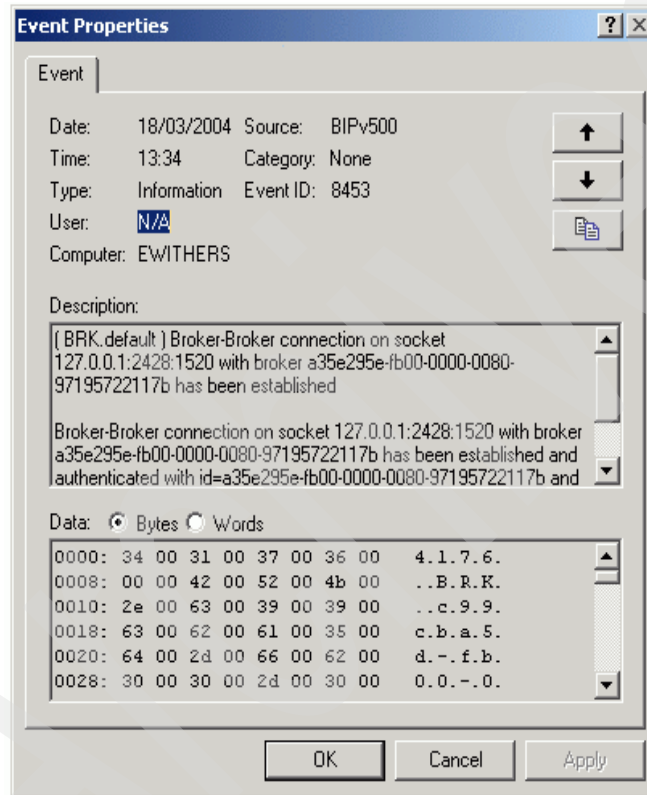 Event Properties
Event
Date: 18/03/2004 Source: BIPv500
Time: 13:34 Category: None
Type: Information Event ID: 8453
User: N/A
Computer: EWITHERS
Description:
( BRK.default ) Broker-Broker connection on socket
127.0.0.1:2428:1520 with broker a35e295e-fb00-0000-0080-
97195722117b has been established
Broker-Broker connection on socket 127.0.0.1:2428:1520 with broker
a35e295e-fb00-0000-0080-97195722117b has been established and
authenticated with id=a35e295e-fb00-0000-0080-97195722117b and
Data: Bytes Words
0000: 34 00 31 00 37 00 36 00 4.1.7.6.
0008: 00 00 42 00 52 00 4b 00 ..B.R.K.
0010: 2e 00 63 00 39 00 39 00 ..c.9.9.
0018: 63 00 62 00 61 00 35 00 c.b.a.5.
0020: 64 00 2d 00 66 00 62 00 d.-.f.b.
0028: 30 00 30 00 2d 00 30 00 0.0.-.0.
OK Cancel Apply